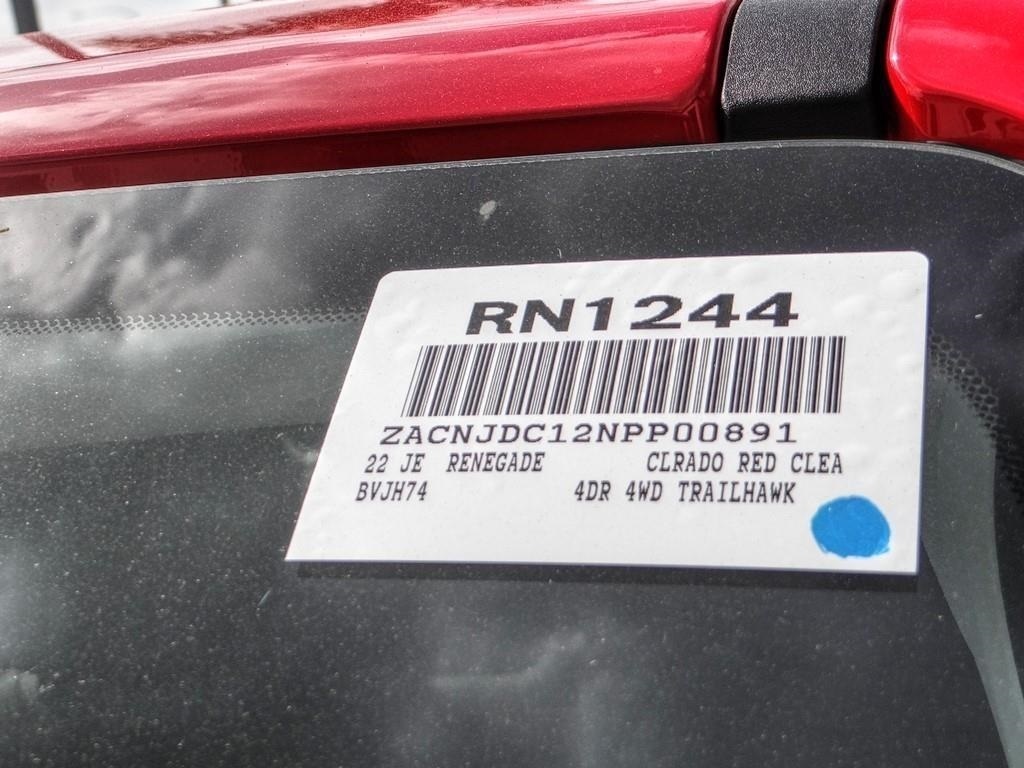 RN1244
ZACNJDC12NPP00891
22 JE RENEGADE CLRADO RED CLEA
BVJH74 4DR 4WD TRAILHAWK